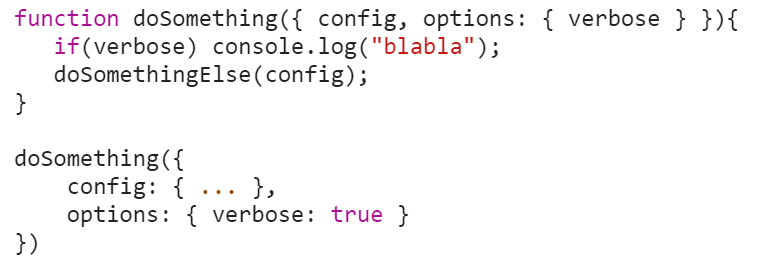 function doSomething({ config, options: { verbose } }){
   if(verbose) console.log("blabla");
   doSomethingElse(config);
}

doSomething({
    config: { ... },
    options: { verbose: true }
})